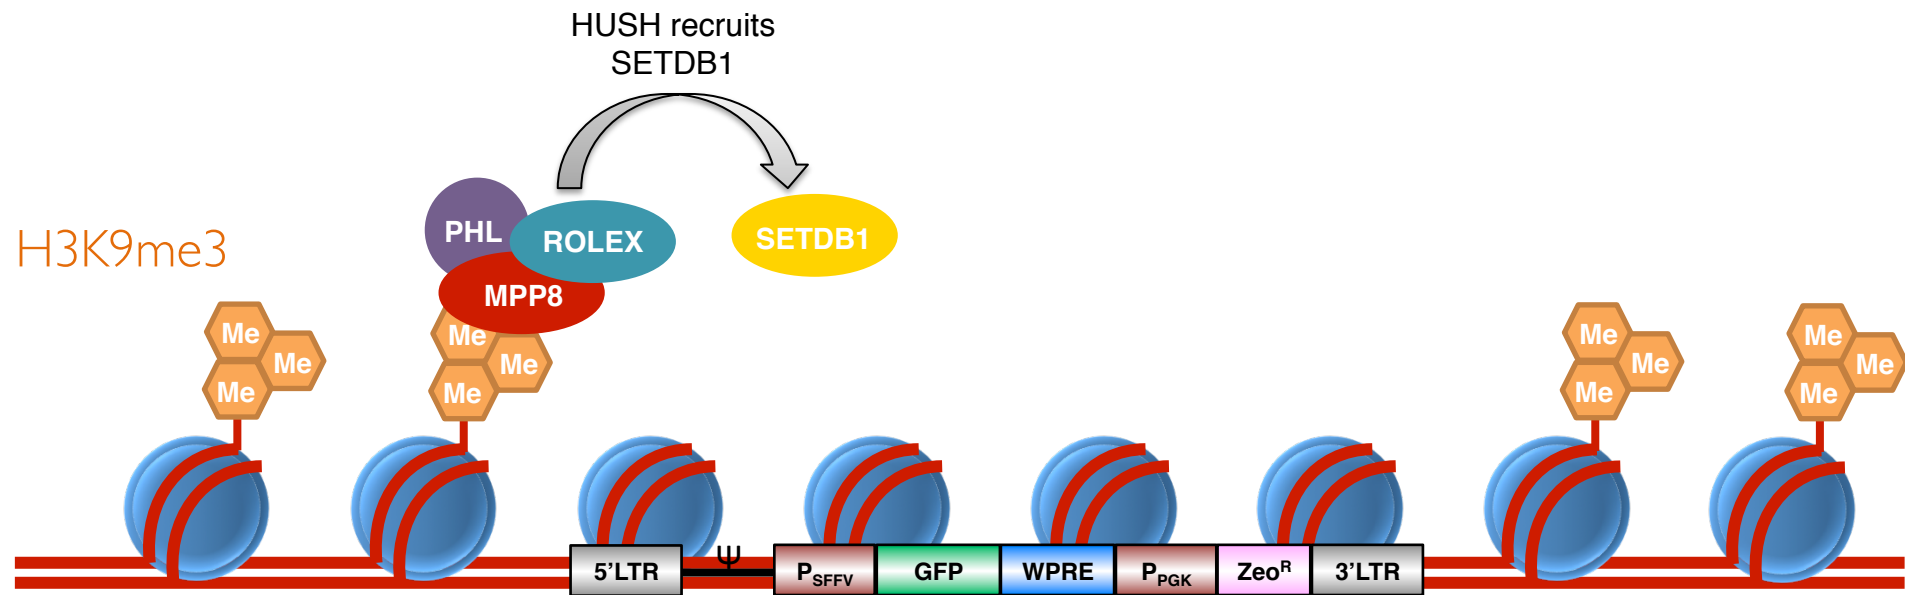 HUSH recruits
SETDB1
PHL
ROLEX
SETDB1
H3K9me3
MPP8
Me
Me
Me
Me
Me
Me
Me
Me
Me
Me
Me
Me
5'LTR
Ψ
PSFFV
GFP
WPRE
PPGK
ZeoR
3'LTR